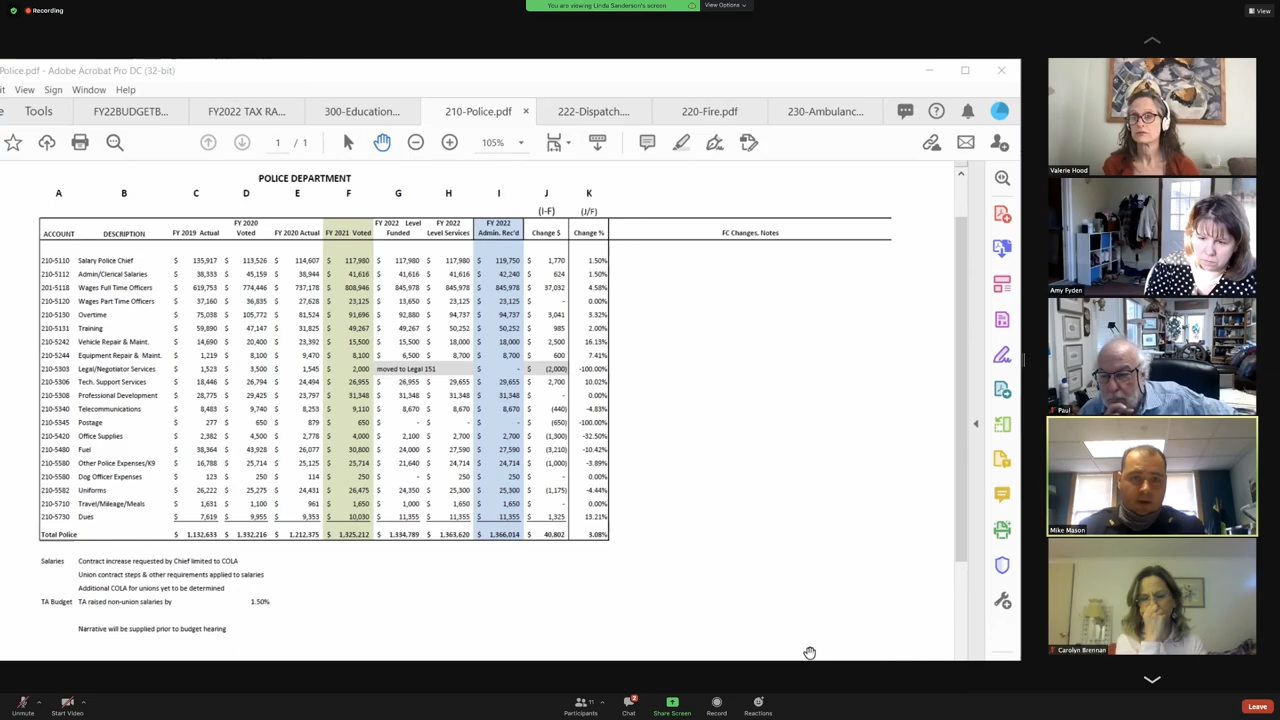 Recording
You are viewing Linda Sanderson's screen View Options
View
Police.pdf - Adobe Acrobat Pro DC (32-bit)
it View Sign Window Help
e Tools FY22BUDGETB... FY2022 TAX RA... 300-Education... 210-Police.pdf × 222-Dispatch.... 220-Fire.pdf 230-Ambulanc...
1 / 1 105%
POLICE DEPARTMENT
A B C D E F G H I J K
(I-F) (J/F)
ACCOUNT DESCRIPTION FY 2019 Actual FY 2020 Voted FY 2020 Actual FY 2021 Voted FY 2022 Level Funded FY 2022 Level Services FY 2022 Admin. Rec'd Change $ Change % FC Changes, Notes
210-5110 Salary Police Chief $ 135,917 $ 113,526 $ 114,607 $ 117,980 $ 117,980 $ 117,980 $ 119,750 $ 1,770 1.50%
210-5112 Admin/Clerical Salaries $ 38,333 $ 45,159 $ 38,944 $ 41,616 $ 41,616 $ 41,616 $ 42,240 $ 624 1.50%
201-5118 Wages Full Time Officers $ 619,753 $ 774,446 $ 737,178 $ 808,946 $ 845,978 $ 845,978 $ 845,978 $ 37,032 4.58%
210-5120 Wages Part Time Officers $ 37,160 $ 36,835 $ 27,628 $ 23,125 $ 13,650 $ 23,125 $ 23,125 $ - 0.00%
210-5130 Overtime $ 75,038 $ 105,772 $ 81,524 $ 91,696 $ 92,880 $ 94,737 $ 94,737 $ 3,041 3.32%
210-5131 Training $ 59,890 $ 47,147 $ 31,825 $ 49,267 $ 49,267 $ 50,252 $ 50,252 $ 985 2.00%
210-5242 Vehicle Repair & Maint. $ 14,690 $ 20,400 $ 23,392 $ 15,500 $ 15,500 $ 18,000 $ 18,000 $ 2,500 16.13%
210-5244 Equipment Repair & Maint. $ 1,219 $ 8,100 $ 9,470 $ 8,100 $ 6,500 $ 8,700 $ 8,700 $ 600 7.41%
210-5303 Legal/Negotiator Services $ 1,523 $ 3,500 $ 1,545 $ 2,000 moved to Legal 151 $ - $ (2,000) -100.00%
210-5306 Tech. Support Services $ 18,446 $ 26,794 $ 24,494 $ 26,955 $ 26,955 $ 29,655 $ 29,655 $ 2,700 10.02%
210-5308 Professional Development $ 28,775 $ 29,425 $ 23,797 $ 31,348 $ 31,348 $ 31,348 $ 31,348 $ - 0.00%
210-5340 Telecommunications $ 8,483 $ 9,740 $ 8,253 $ 9,110 $ 8,670 $ 8,670 $ 8,670 $ (440) -4.83%
210-5345 Postage $ 277 $ 650 $ 879 $ 650 $ - $ - $ - $ (650) -100.00%
210-5420 Office Supplies $ 2,382 $ 4,500 $ 2,778 $ 4,000 $ 2,100 $ 2,700 $ 2,700 $ (1,300) -32.50%
210-5480 Fuel $ 38,364 $ 43,928 $ 26,077 $ 30,800 $ 24,000 $ 27,590 $ 27,590 $ (3,210) -10.42%
210-5580 Other Police Expenses/K9 $ 16,788 $ 25,714 $ 25,125 $ 25,714 $ 21,640 $ 24,714 $ 24,714 $ (1,000) -3.89%
210-5580 Dog Officer Expenses $ 123 $ 250 $ 114 $ 250 $ - $ 250 $ 250 $ - 0.00%
210-5582 Uniforms $ 26,222 $ 25,275 $ 24,431 $ 26,475 $ 24,350 $ 25,300 $ 25,300 $ (1,175) -4.44%
210-5710 Travel/Mileage/Meals $ 1,631 $ 1,100 $ 961 $ 1,650 $ 1,000 $ 1,650 $ 1,650 $ - 0.00%
210-5730 Dues $ 7,619 $ 9,955 $ 9,353 $ 10,030 $ 11,355 $ 11,355 $ 11,355 $ 1,325 13.21%
Total Police $ 1,132,633 $ 1,332,216 $ 1,212,375 $ 1,325,212 $ 1,334,789 $ 1,363,620 $ 1,366,014 $ 40,802 3.08%
Salaries Contract increase requested by Chief limited to COLA
Union contract steps & other requirements applied to salaries
Additional COLA for unions yet to be determined
TA Budget TA raised non-union salaries by 1.50%
Narrative will be supplied prior to budget hearing
Valerie Hood
Amy Fyden
Paul
Mike Mason
Carolyn Brennan
Unmute Start Video Participants 11 Chat 2 Share Screen Record Reactions Leave